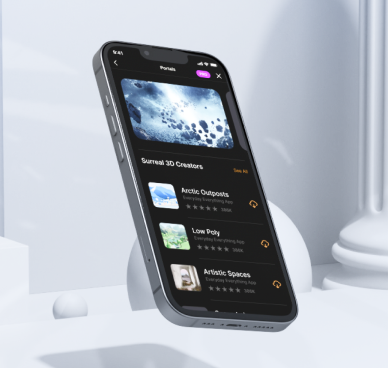 9:41
Portals
Surreal 3D Creators
See All
Arctic Outposts
Everyday Everything App
Low Poly
Everyday Everything App
Artistic Spaces
Everyday Everything App